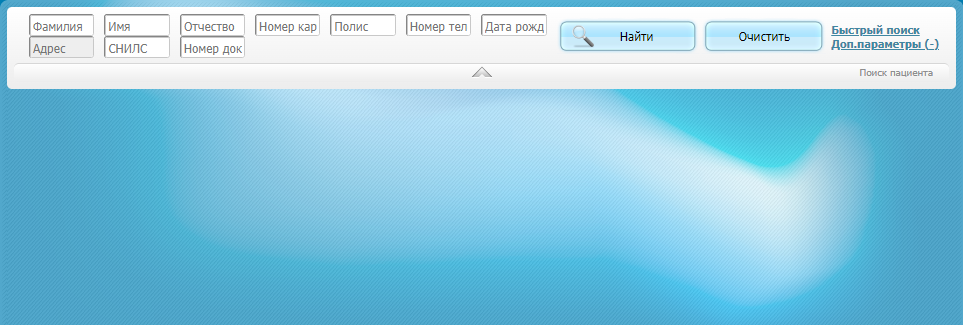 Фамилия Имя Отчество Номер кар Полис Номер тел Дата рожд
Найти Очистить Быстрый поиск
Адрес СНИЛС Номер док
Доп.параметры (-)
Поиск пациента